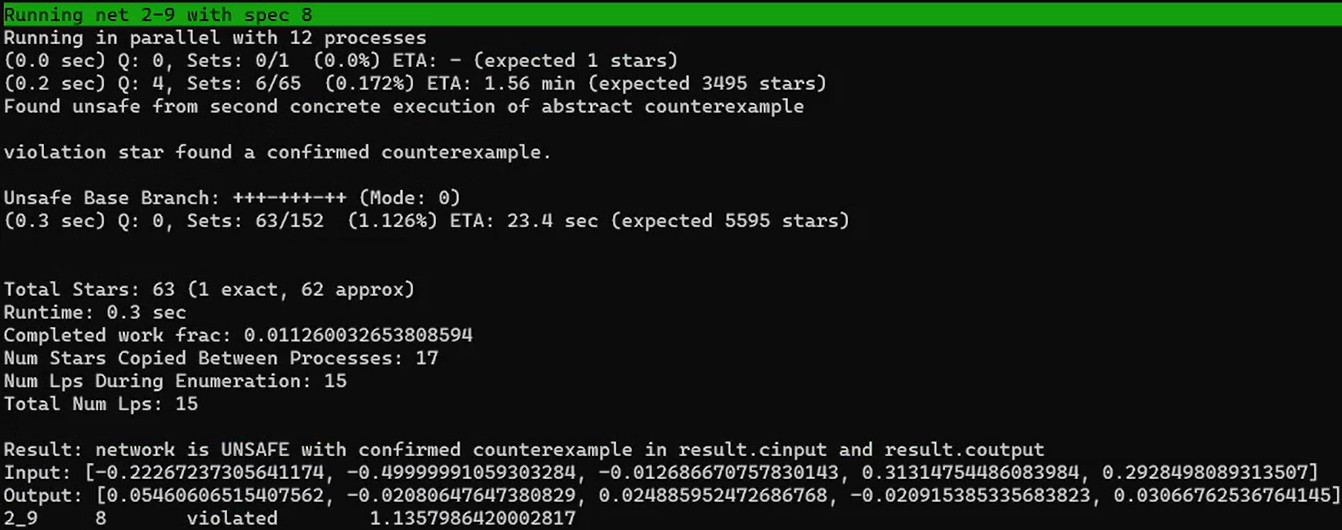 Running net 2-9 with spec 8
Running in parallel with 12 processes
(0.0 sec) Q: 0, Sets: 0/1  (0.0%) ETA: - (expected 1 stars)
(0.2 sec) Q: 4, Sets: 6/65  (0.172%) ETA: 1.56 min (expected 3495 stars)
Found unsafe from second concrete execution of abstract counterexample
violation star found a confirmed counterexample.
Unsafe Base Branch: +++-+++-++ (Mode: 0)
(0.3 sec) Q: 0, Sets: 63/152  (1.126%) ETA: 23.4 sec (expected 5595 stars)
Total Stars: 63 (1 exact, 62 approx)
Runtime: 0.3 sec
Completed work frac: 0.011260032653808594
Num Stars Copied Between Processes: 17
Num Lps During Enumeration: 15
Total Num Lps: 15
Result: network is UNSAFE with confirmed counterexample in result.cinput and result.coutput
Input: [-0.222672373056411174, -0.49999991059303284, -0.012686670757830143, 0.31314754486083984, 0.2928498089313507]
Output: [0.05460606515407562, -0.02080647647380829, 0.024885952472686768, -0.020915385335683823, 0.03066762536764145]
2_9     8       violated        1.1357986420002817